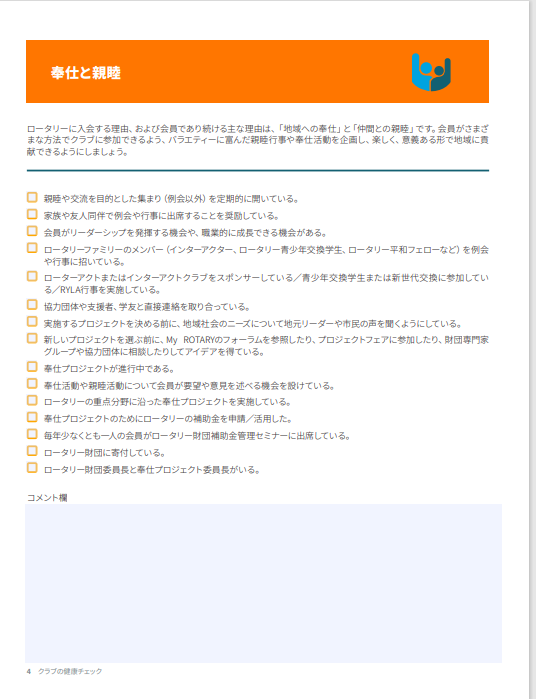 奉仕と親睦
ロータリーに入会する理由、および会員であり続ける主な理由は、「地域への奉仕」と「仲間との親睦」です。会員がさまざ
まな方法でクラブに参加できるよう、バラエティーに富んだ親睦行事や奉仕活動を企画し、楽しく、意義ある形で地域に貢
献できるようにしましょう。
親睦や交流を目的とした集まり（例会以外）を定期的に開いている。
家族や友人同伴で例会や行事に出席することを奨励している。
会員がリーダーシップを発揮する機会や、職業的に成長できる機会がある。
ロータリーファミリーのメンバー（インターアクター、ロータリー青少年交換学生、ロータリー平和フェローなど）を例会
や行事に招いている。
ローターアクトまたはインターアクトクラブをスポンサーしている／青少年交換学生または新世代交換に参加してい
る／RYLA行事を実施している。
協力団体や支援者、学友と直接連絡を取り合っている。
実施するプロジェクトを決める前に、地域社会のニーズについて地元リーダーや市民の声を聞くようにしている。
新しいプロジェクトを選ぶ前に、My ROTARYのフォーラムを参照したり、プロジェクトフェアに参加したり、財団専門家
グループや協力団体に相談したりしてアイデアを得ている。
奉仕プロジェクトが進行中である。
奉仕活動や親睦活動について会員が要望や意見を述べる機会を設けている。
ロータリーの重点分野に沿った奉仕プロジェクトを実施している。
奉仕プロジェクトのためにロータリーの補助金を申請／活用した。
毎年少なくとも一人の会員がロータリー財団補助金管理セミナーに出席している。
ロータリー財団に寄付している。
ロータリー財団委員長と奉仕プロジェクト委員長がいる。
コメント欄
4 クラブの健康チェック